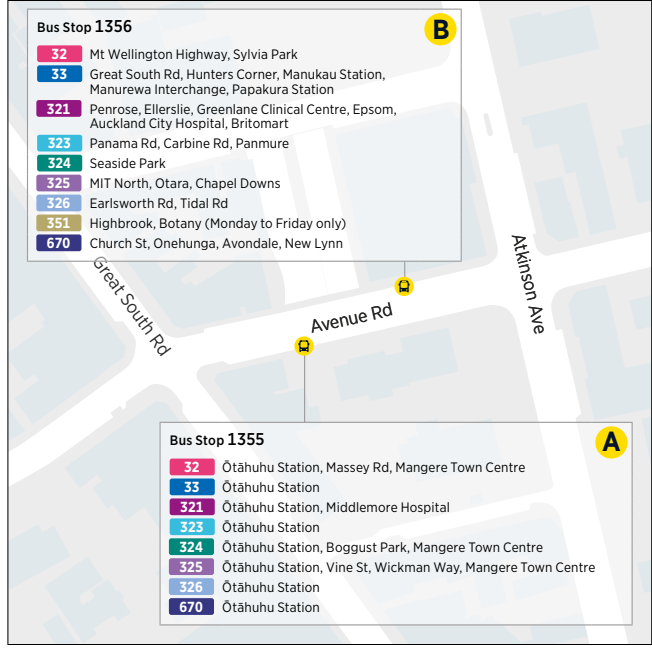 Bus Stop 1356
B
32 Mt Wellington Highway, Sylvia Park
33 Great South Rd, Hunters Corner, Manukau Station,
Manurewa Interchange, Papakura Station
321 Penrose, Ellerslie, Greenlane Clinical Centre, Epsom,
Auckland City Hospital, Britomart
323 Panama Rd, Carbine Rd, Panmure
324 Seaside Park
325 MIT North, Otara, Chapel Downs
326 Earlsworth Rd, Tidal Rd
351 Highbrook, Botany (Monday to Friday only)
670 Church St, Onehunga, Avondale, New Lynn
Great South Rd
Avenue Rd
Atkinson Ave
Bus Stop 1355
A
32 Ōtāhuhu Station, Massey Rd, Mangere Town Centre
33 Ōtāhuhu Station
321 Ōtāhuhu Station, Middlemore Hospital
323 Ōtāhuhu Station
324 Ōtāhuhu Station, Boggust Park, Mangere Town Centre
325 Ōtāhuhu Station, Vine St, Wickman Way, Mangere Town Centre
326 Ōtāhuhu Station
670 Ōtāhuhu Station